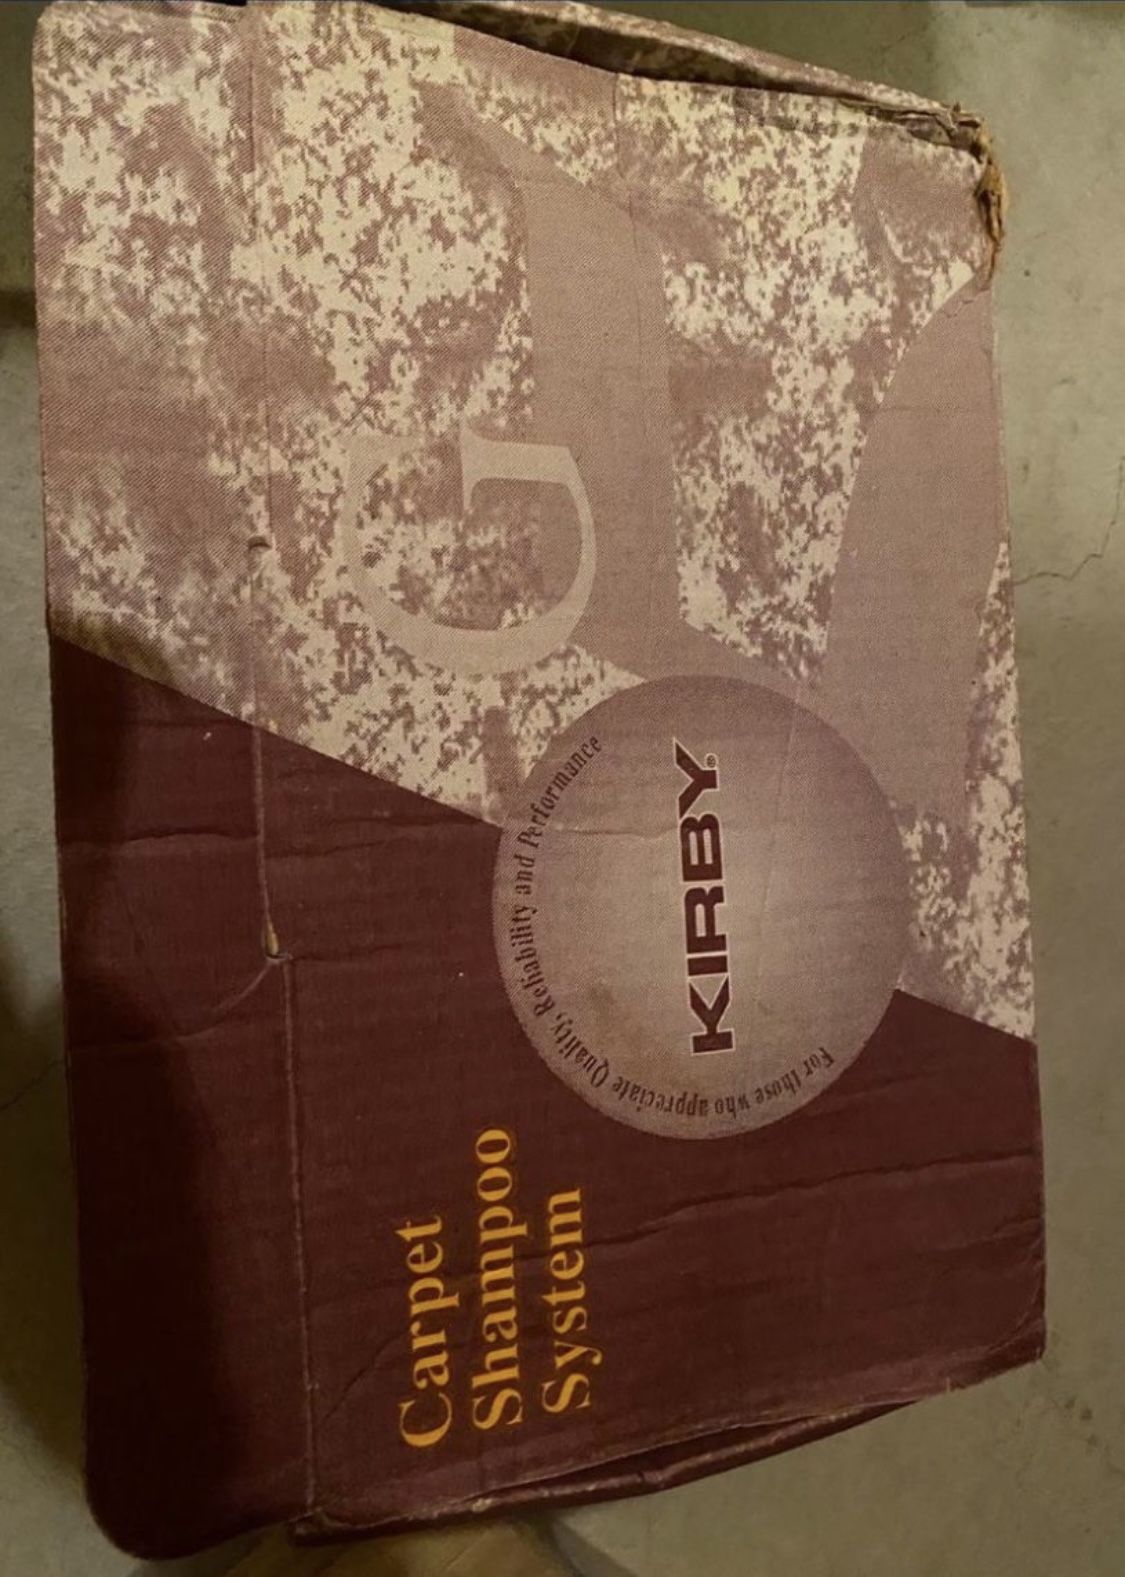 G
For those who appreciate Quality, Reliability and Performance
KIRBY®
Carpet
Shampoo
System